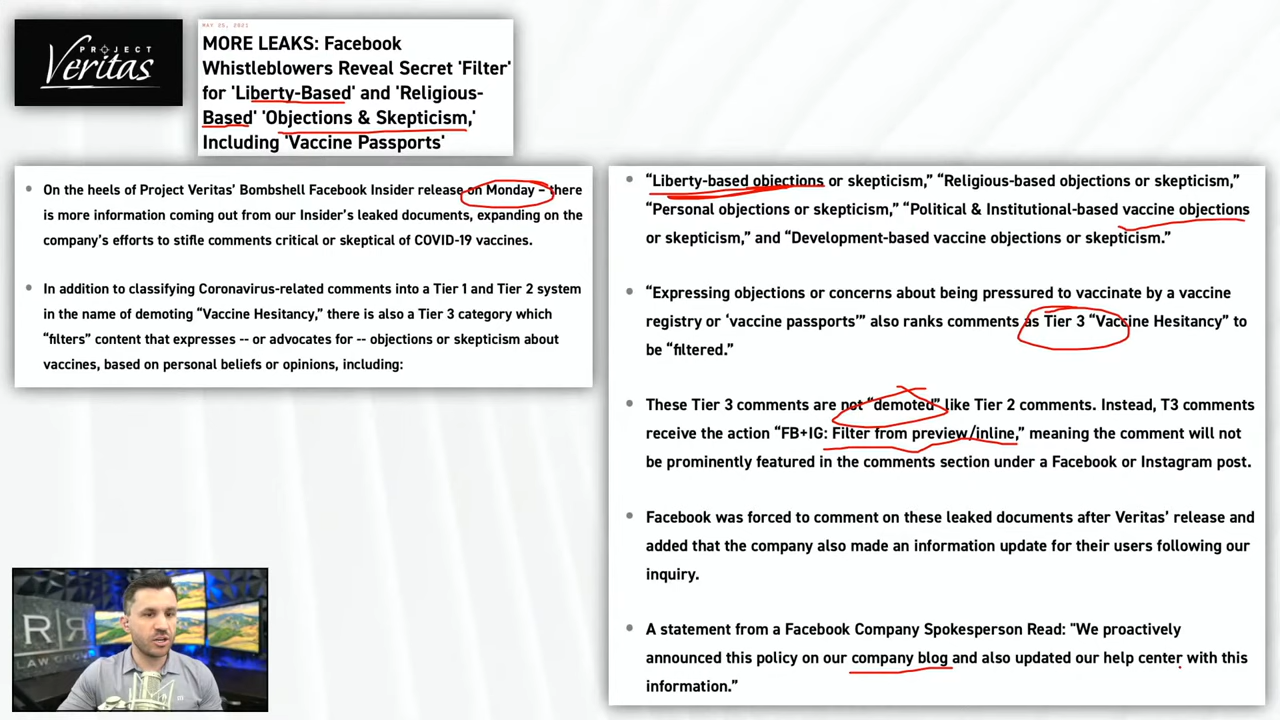 PROJECT
Veritas
MAY 25, 2021
MORE LEAKS: Facebook
Whistleblowers Reveal Secret 'Filter'
for 'Liberty-Based' and 'Religious-
Based' 'Objections & Skepticism,'
Including 'Vaccine Passports'
On the heels of Project Veritas' Bombshell Facebook Insider release on Monday – there
is more information coming out from our Insider's leaked documents, expanding on the
company's efforts to stifle comments critical or skeptical of COVID-19 vaccines.
In addition to classifying Coronavirus-related comments into a Tier 1 and Tier 2 system
in the name of demoting “Vaccine Hesitancy,” there is also a Tier 3 category which
“filters” content that expresses -- or advocates for -- objections or skepticism about
vaccines, based on personal beliefs or opinions, including:
“Liberty-based objections or skepticism,” “Religious-based objections or skepticism,”
“Personal objections or skepticism,” “Political & Institutional-based vaccine objections
or skepticism,” and “Development-based vaccine objections or skepticism.”
“Expressing objections or concerns about being pressured to vaccinate by a vaccine
registry or ‘vaccine passports’” also ranks comments as Tier 3 “Vaccine Hesitancy” to
be “filtered.”
These Tier 3 comments are not “demoted” like Tier 2 comments. Instead, T3 comments
receive the action “FB+IG: Filter from preview/inline,” meaning the comment will not
be prominently featured in the comments section under a Facebook or Instagram post.
Facebook was forced to comment on these leaked documents after Veritas’ release and
added that the company also made an information update for their users following our
inquiry.
A statement from a Facebook Company Spokesperson Read: "We proactively
announced this policy on our company blog and also updated our help center with this
information.”
R R
LAW GROUP